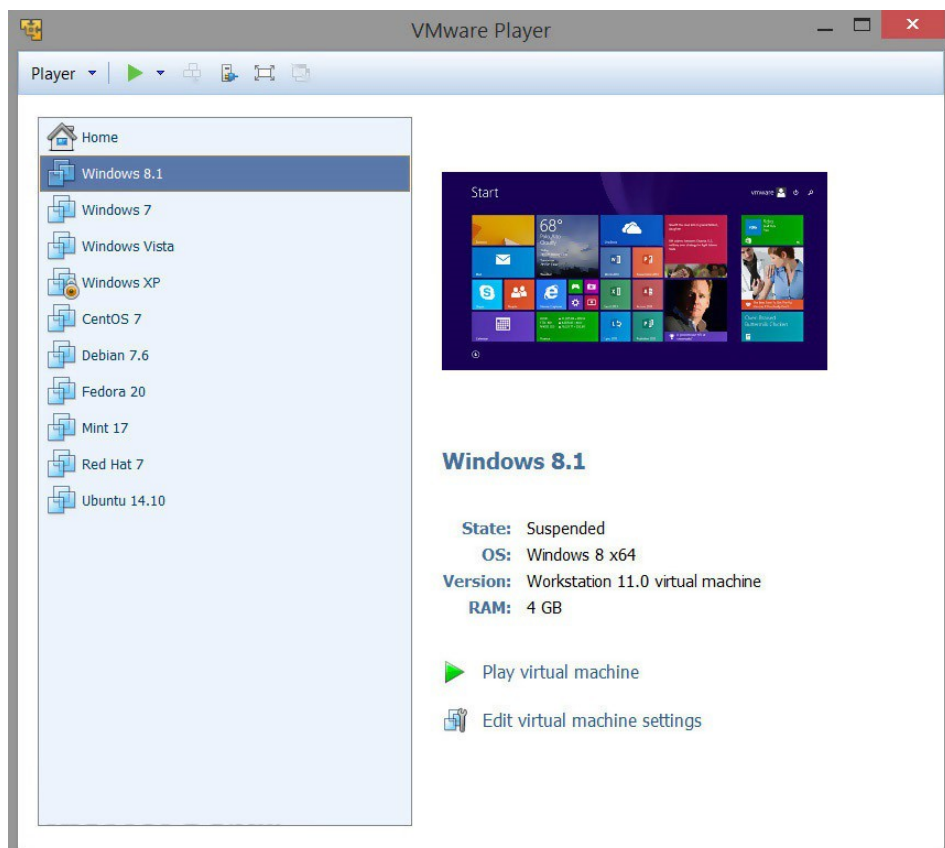 VMware Player
Player
Home
Windows 8.1
Windows 7
Windows Vista
Windows XP
CentOS 7
Debian 7.6
Fedora 20
Mint 17
Red Hat 7
Ubuntu 14.10
Start
vmware
68°
Windows 8.1
State: Suspended
OS: Windows 8 x64
Version: Workstation 11.0 virtual machine
RAM: 4 GB
Play virtual machine
Edit virtual machine settings